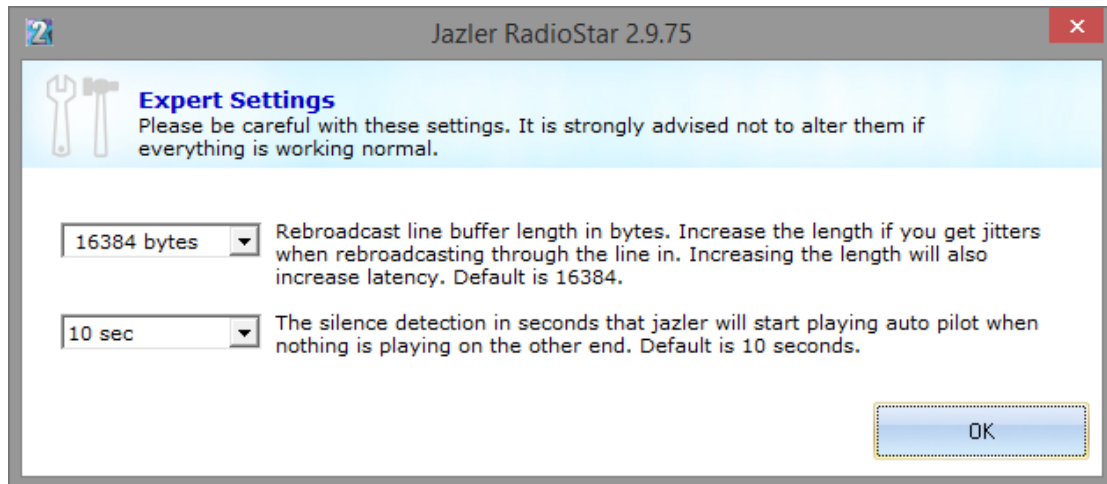 2
Jazler RadioStar 2.9.75
Expert Settings
Please be careful with these settings. It is strongly advised not to alter them if
everything is working normal.
16384 bytes
Rebroadcast line buffer length in bytes. Increase the length if you get jitters
when rebroadcasting through the line in. Increasing the length will also
increase latency. Default is 16384.
10 sec
The silence detection in seconds that jazler will start playing auto pilot when
nothing is playing on the other end. Default is 10 seconds.
OK